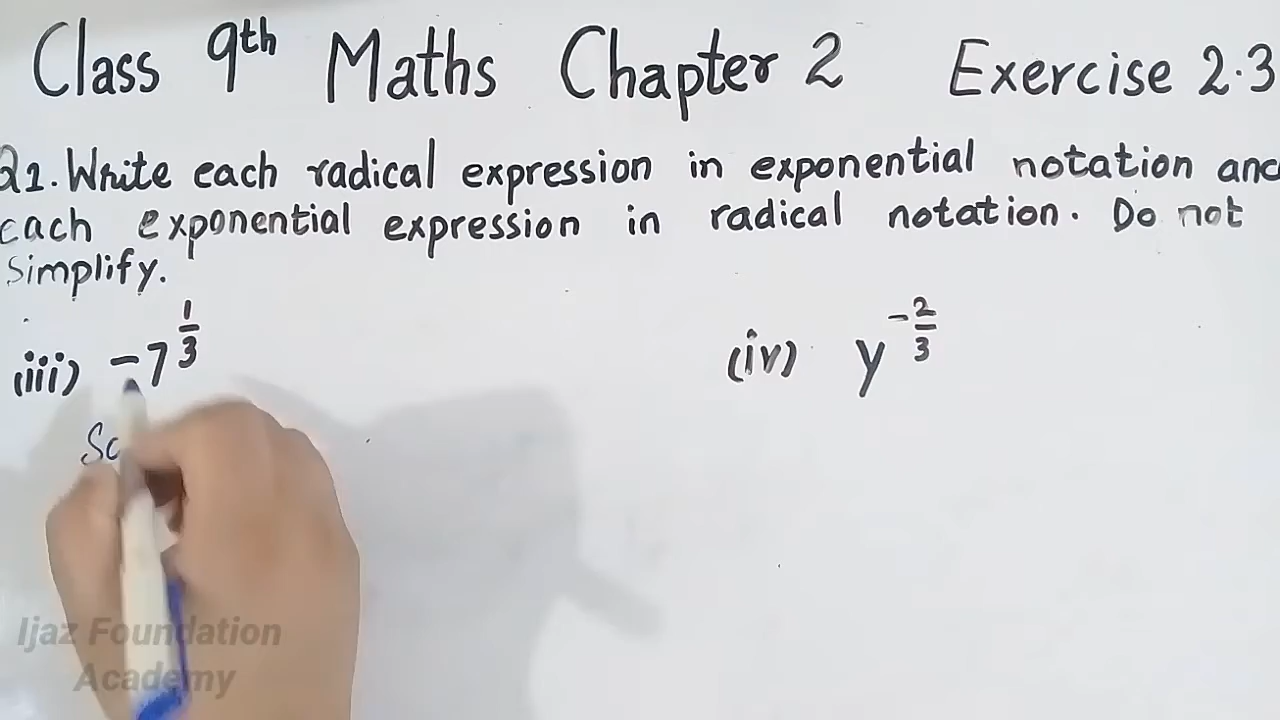 Class 9th Maths Chapter 2 Exercise 2.3
Q1. Write each radical expression in exponential notation and
each exponential expression in radical notation. Do not
Simplify.
(iii) -7^(1/3) (iv) y^(-2/3)
So
Ijaz Foundation
Academy